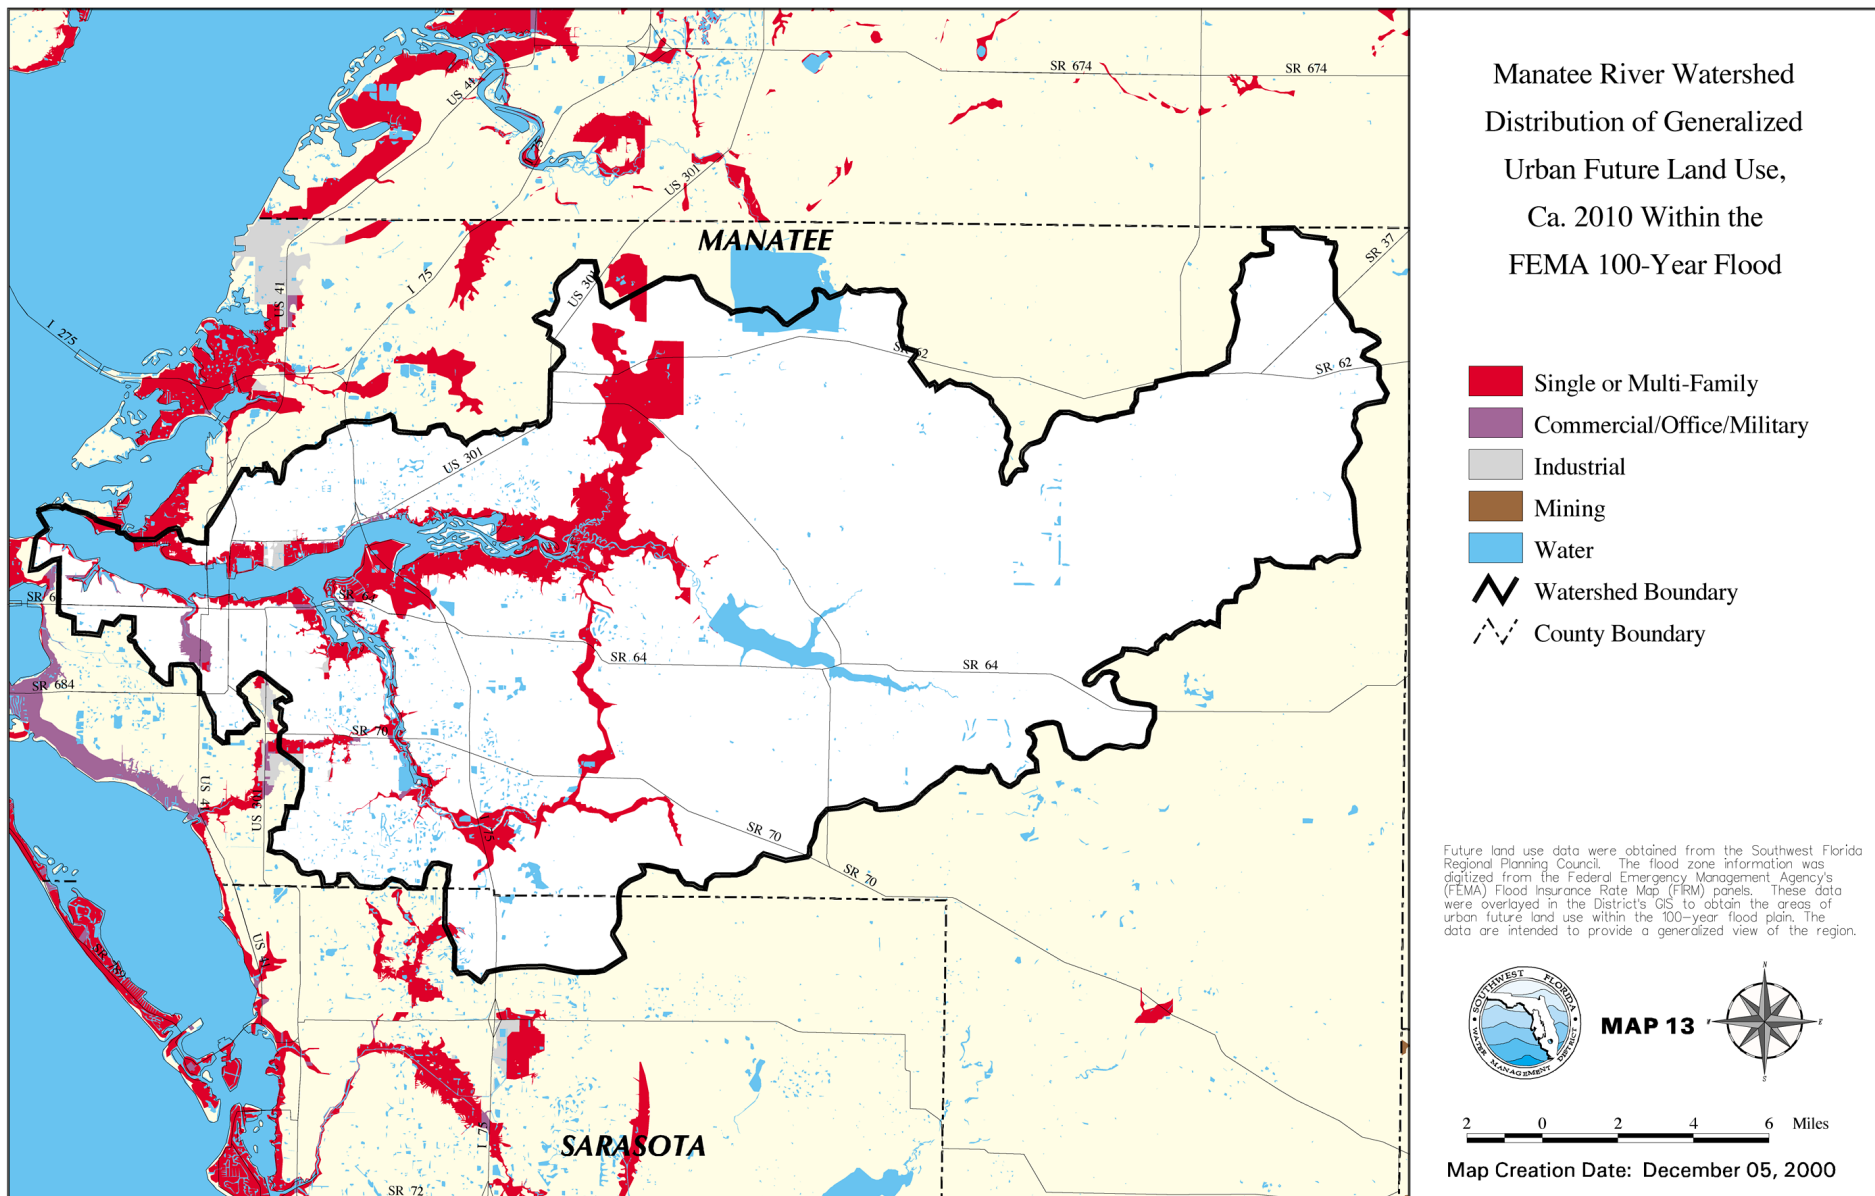 Manatee River Watershed
Distribution of Generalized
Urban Future Land Use,
Ca. 2010 Within the
FEMA 100-Year Flood
Single or Multi-Family
Commercial/Office/Military
Industrial
Mining
Water
Watershed Boundary
County Boundary
Future land use data were obtained from the Southwest Florida
Regional Planning Council. The flood zone information was
digitized from the Federal Emergency Management Agency's
(FEMA) Flood Insurance Rate Map (FIRM) panels. These data
were overlayed in the District's GIS to obtain the areas of
urban future land use within the 100-year flood plain. The
data are intended to provide a generalized view of the region.
SOUTHWEST FLORIDA
WATER MANAGEMENT DISTRICT
MAP 13
N
W
E
S
2 0 2 4 6 Miles
Map Creation Date: December 05, 2000
SR 674
SR 674
US 41
US 301
MANATEE
SR 37
I 75
US 301
US 41
I 275
SR 62
SR 62
US 301
SR 64
SR 64
SR 64
SR 684
SR 70
US 41
US 301
SR 70
SR 70
US 41
SR 789
I 75
SARASOTA
SR 72